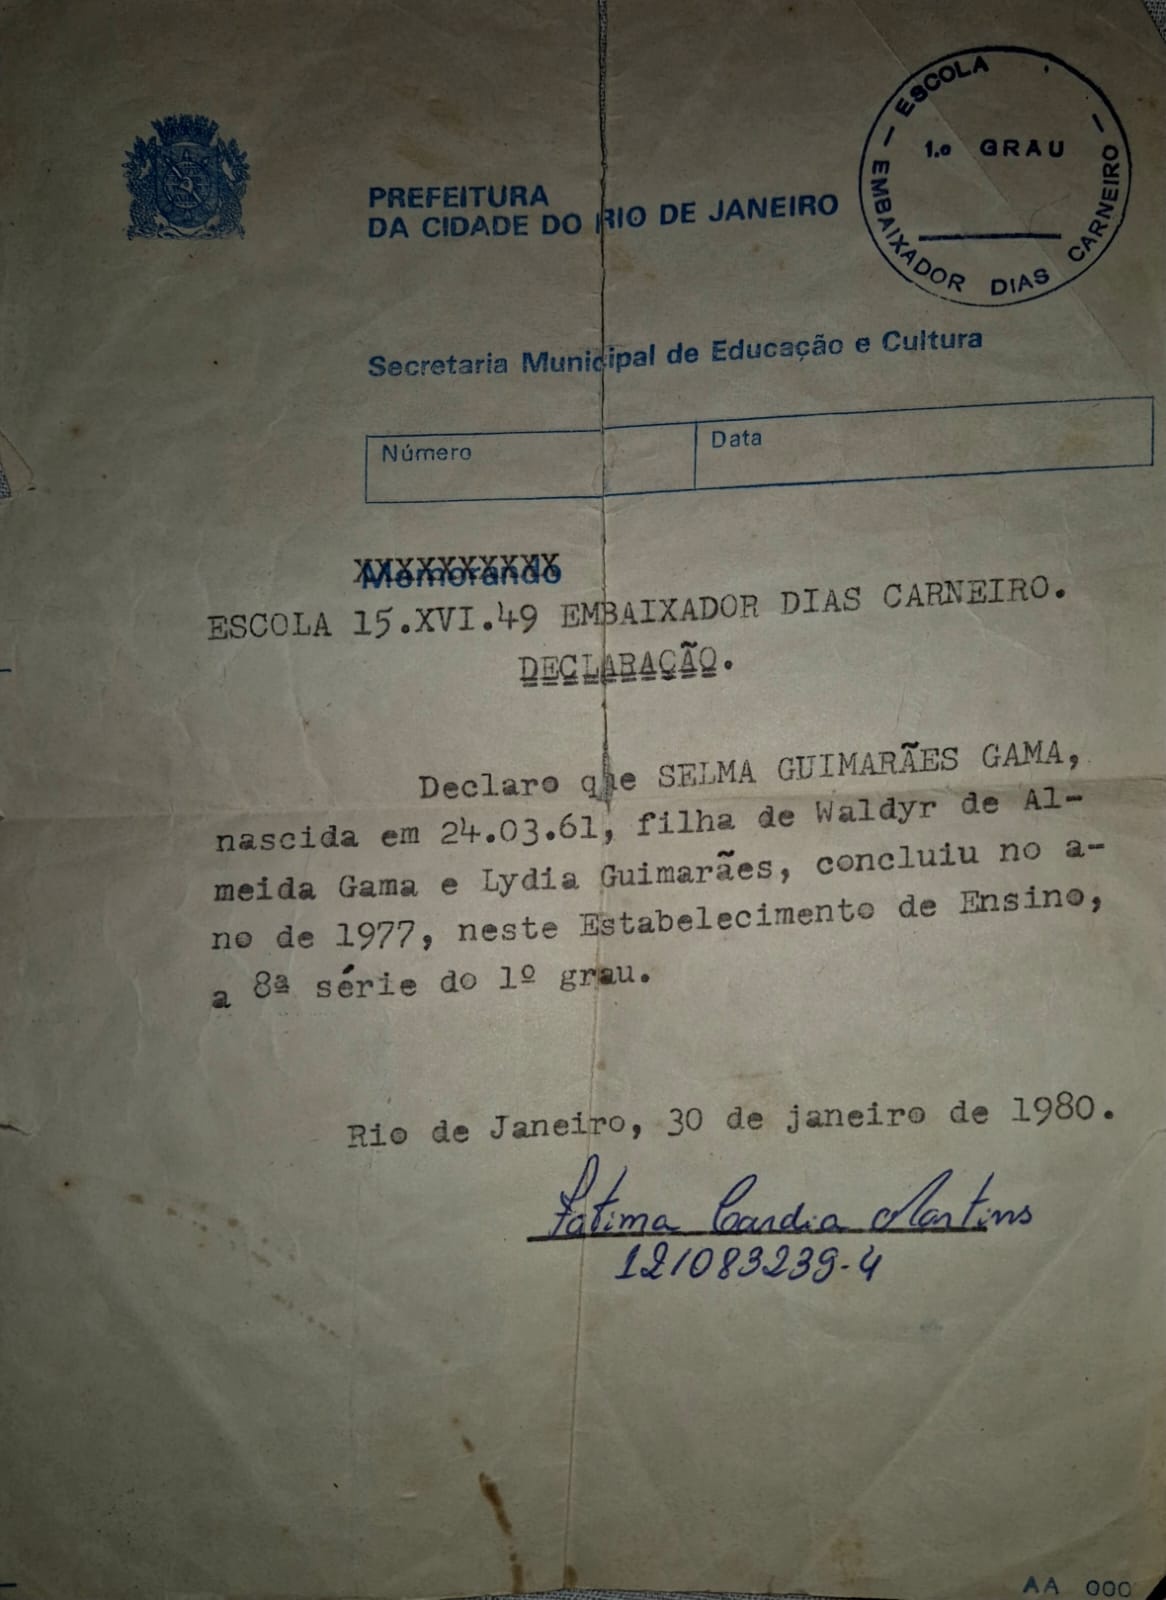 ESCOLA
1.º GRAU
EMBAIXADOR DIAS CARNEIRO
PREFEITURA
DA CIDADE DO RIO DE JANEIRO
Secretaria Municipal de Educação e Cultura
Número
Data
XXXXXXXXXX
Memorando
ESCOLA 15.XVI.49 EMBAIXADOR DIAS CARNEIRO.
DECLARAÇÃO.
Declaro que SELMA GUIMARÃES GAMA,
nascida em 24.03.61, filha de Waldyr de Al-
meida Gama e Lydia Guimarães, concluiu no a-
no de 1977, neste Estabelecimento de Ensino,
a 8ª série do 1º grau.
Rio de Janeiro, 30 de janeiro de 1980.
Fátima Cardia Martins
121083239-4
AA 000